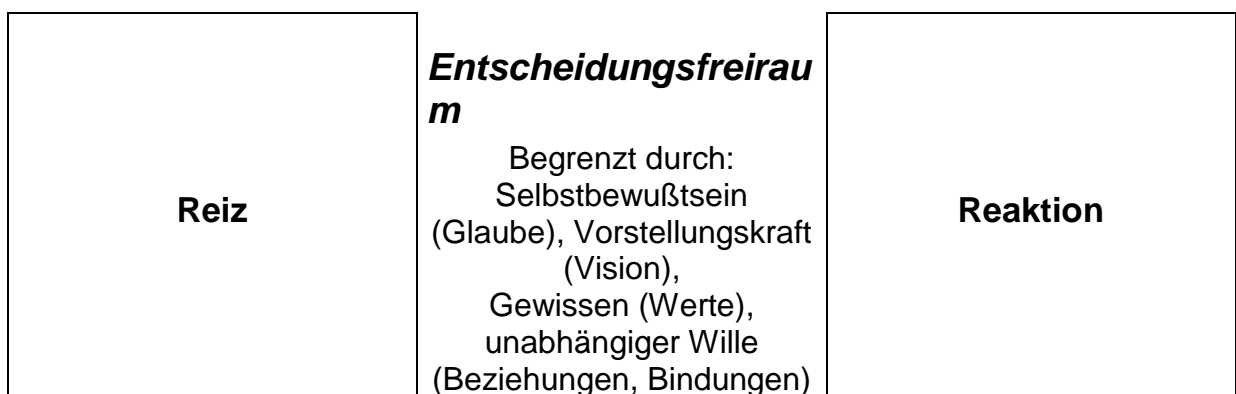 Reiz
Entscheidungsfreirau
m
Begrenzt durch:
Selbstbewußtsein
(Glaube), Vorstellungskraft
(Vision),
Gewissen (Werte),
unabhängiger Wille
(Beziehungen, Bindungen)
Reaktion